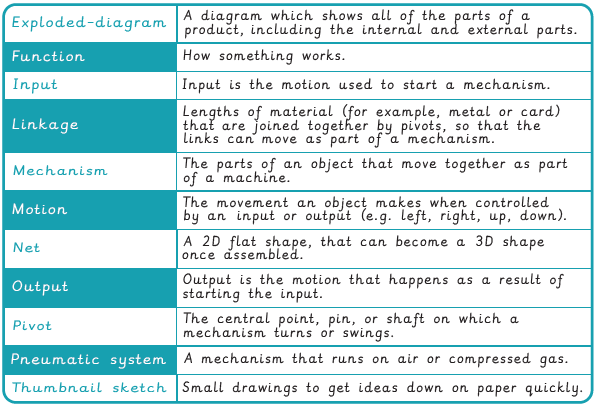 Exploded-diagram
A diagram which shows all of the parts of a
product, including the internal and external parts.
Function
How something works.
Input
Input is the motion used to start a mechanism.
Linkage
Lengths of material (for example, metal or card)
that are joined together by pivots, so that the
links can move as part of a mechanism.
Mechanism
The parts of an object that move together as part
of a machine.
Motion
The movement an object makes when controlled
by an input or output (e.g. left, right, up, down).
Net
A 2D flat shape, that can become a 3D shape
once assembled.
Output
Output is the motion that happens as a result of
starting the input.
Pivot
The central point, pin, or shaft on which a
mechanism turns or swings.
Pneumatic system
A mechanism that runs on air or compressed gas.
Thumbnail sketch
Small drawings to get ideas down on paper quickly.